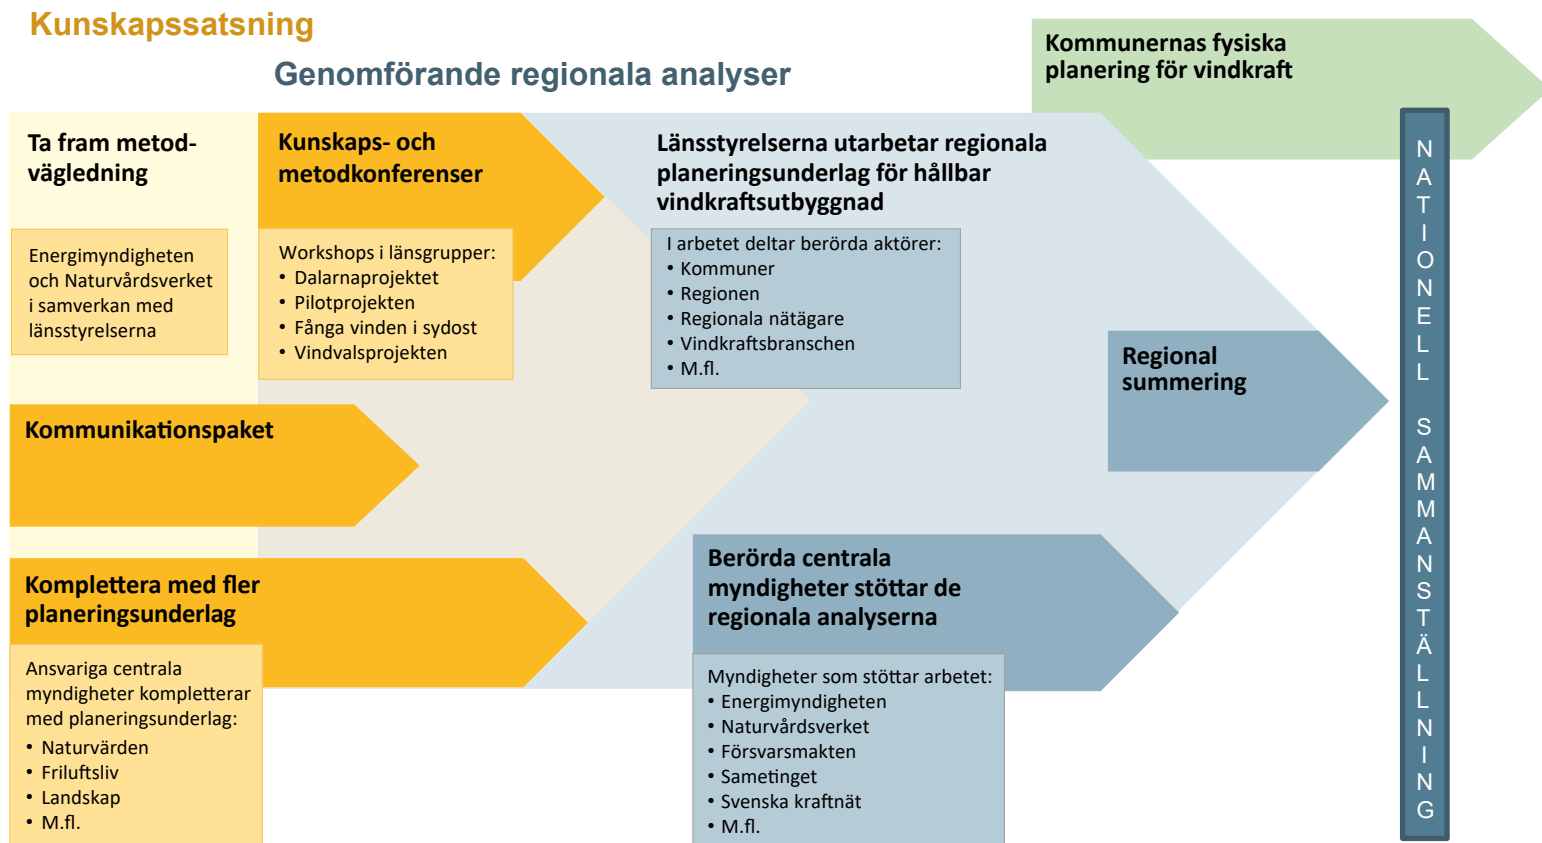 Kunskapssatsning
Genomförande regionala analyser
Kommunernas fysiska
planering för vindkraft
Ta fram metod-
vägledning
Energimyndigheten
och Naturvårdsverket
i samverkan med
länsstyrelserna
Kunskaps- och
metodkonferenser
Workshops i länsgrupper:
• Dalarnaprojektet
• Pilotprojekten
• Fånga vinden i sydost
• Vindvalsprojekten
Länsstyrelserna utarbetar regionala
planeringsunderlag för hållbar
vindkraftsutbyggnad
I arbetet deltar berörda aktörer:
• Kommuner
• Regionen
• Regionala nätägare
• Vindkraftsbranschen
• M.fl.
Regional
summering
Kommunikationspaket
Komplettera med fler
planeringsunderlag
Ansvariga centrala
myndigheter kompletterar
med planeringsunderlag:
• Naturvärden
• Friluftsliv
• Landskap
• M.fl.
Berörda centrala
myndigheter stöttar de
regionala analyserna
Myndigheter som stöttar arbetet:
• Energimyndigheten
• Naturvårdsverket
• Försvarsmakten
• Sametinget
• Svenska kraftnät
• M.fl.
NATIONELL SAMMANSTÄLLNING